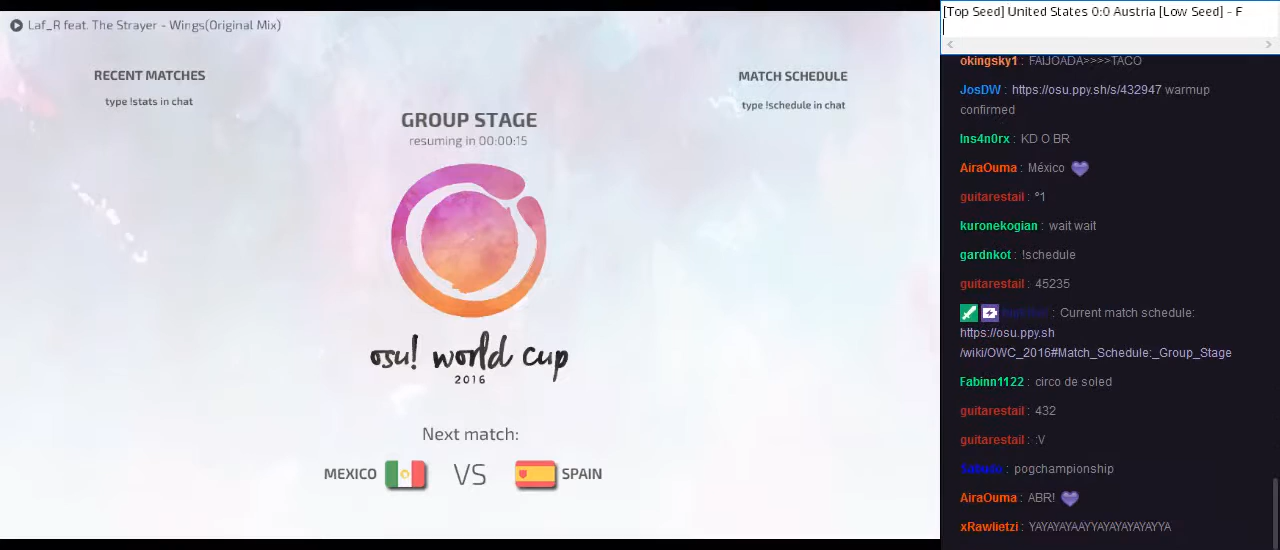 Laf_R feat. The Strayer - Wings(Original Mix)
RECENT MATCHES
type !stats in chat
MATCH SCHEDULE
type !schedule in chat
GROUP STAGE
resuming in 00:00:15
osu! world cup
2016
Next match:
MEXICO VS SPAIN
[Top Seed] United States 0:0 Austria [Low Seed] - F
okingsky1 : FAIJOADA>>>>TACO
JosDW : https://osu.ppy.sh/s/432947 warmup
confirmed
Ins4n0rx : KD O BR
AiraOuma : México
guitarestail : °1
kuronekogian : wait wait
gardnkot : !schedule
guitarestail : 45235
: Current match schedule:
https://osu.ppy.sh
/wiki/OWC_2016#Match_Schedule:_Group_Stage
Fabinn1122 : circo de soled
guitarestail : 432
guitarestail : :V
: pogchampionship
AiraOuma : ABR!
xRawlietzi : YAYAYAYAAYYAYAYAYAYAYYA